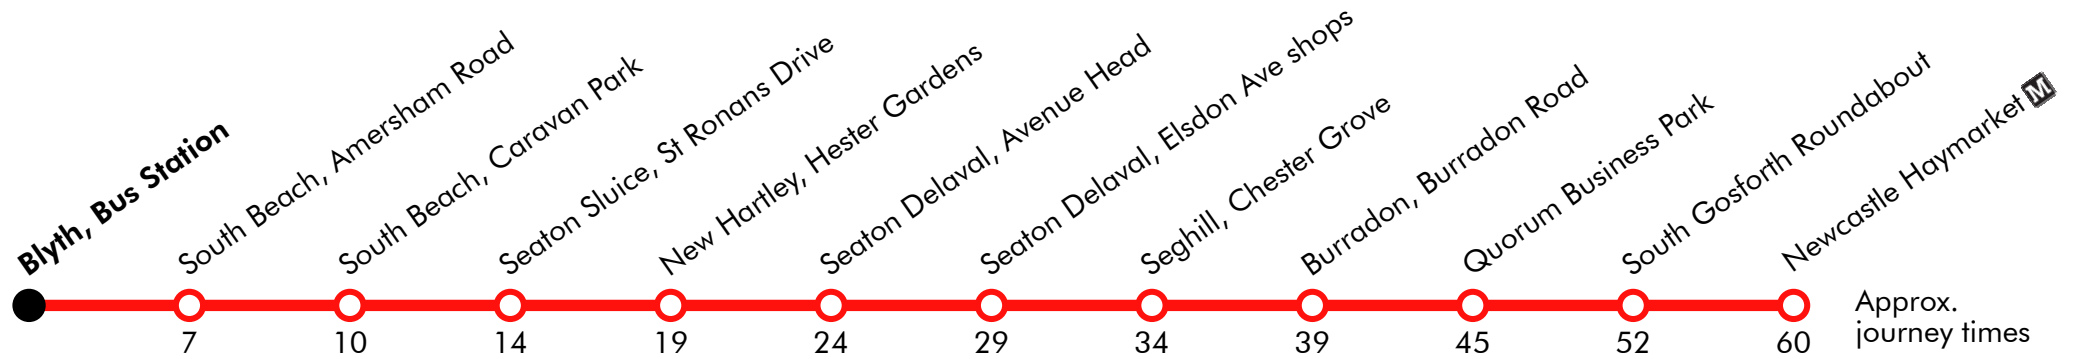 Blyth, Bus Station
South Beach, Amersham Road
South Beach, Caravan Park
Seaton Sluice, St Ronans Drive
New Hartley, Hester Gardens
Seaton Delaval, Avenue Head
Seaton Delaval, Elsdon Ave shops
Seghill, Chester Grove
Burradon, Burradon Road
Quorum Business Park
South Gosforth Roundabout
Newcastle Haymarket M
7 10 14 19 24 29 34 39 45 52 60
Approx.
journey times